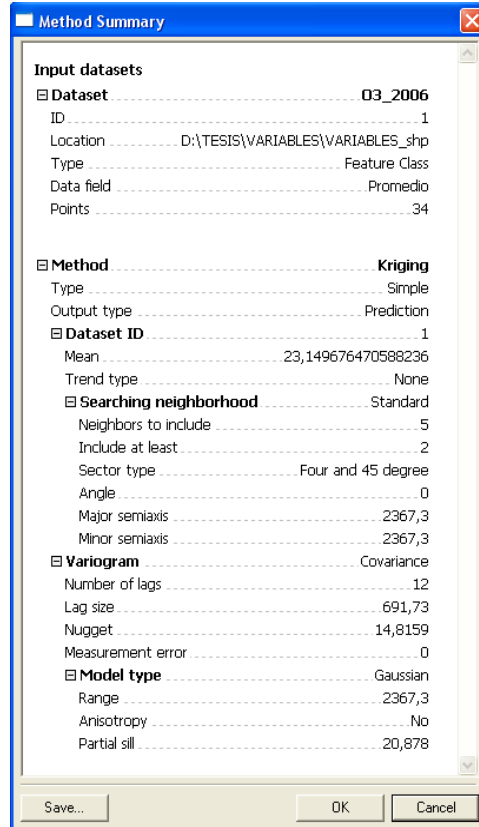 Method Summary
Input datasets
Dataset 03_2006
ID 1
Location D:\TESIS\VARIABLES\VARIABLES_shp
Type Feature Class
Data field Promedio
Points 34
Method Kriging
Type Simple
Output type Prediction
Dataset ID 1
Mean 23,149676470588236
Trend type None
Searching neighborhood Standard
Neighbors to include 5
Include at least 2
Sector type Four and 45 degree
Angle 0
Major semiaxis 2367,3
Minor semiaxis 2367,3
Variogram Covariance
Number of lags 12
Lag size 691,73
Nugget 14,8159
Measurement error 0
Model type Gaussian
Range 2367,3
Anisotropy No
Partial sill 20,878
Save... OK Cancel